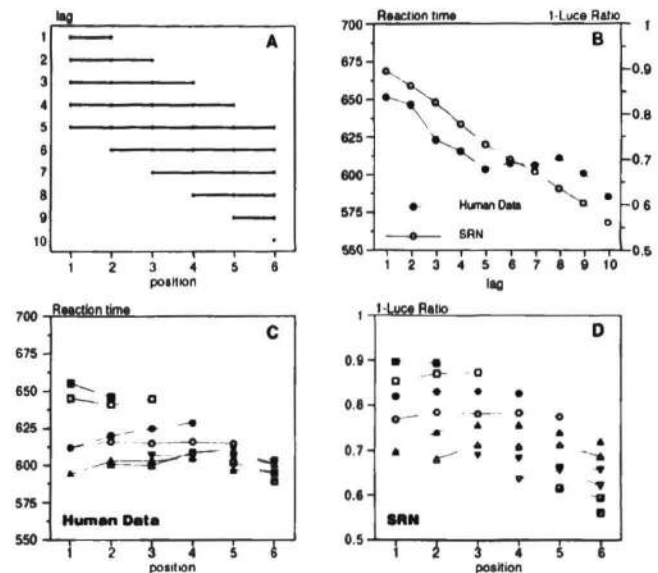 lag
A
1
2
3
4
5
6
7
8
9
10
1 2 3 4 5 6
position
Reaction time 1-Luce Ratio
B
700
675
650
625
600
575
550
1
0.9
0.8
0.7
0.6
0.5
Human Data
SRN
1 2 3 4 5 6 7 8 9 10
lag
Reaction time
C
700
675
650
625
600
575
550
Human Data
1 2 3 4 5 6
position
1-Luce Ratio
D
1
0.9
0.8
0.7
0.6
0.5
SRN
1 2 3 4 5 6
position